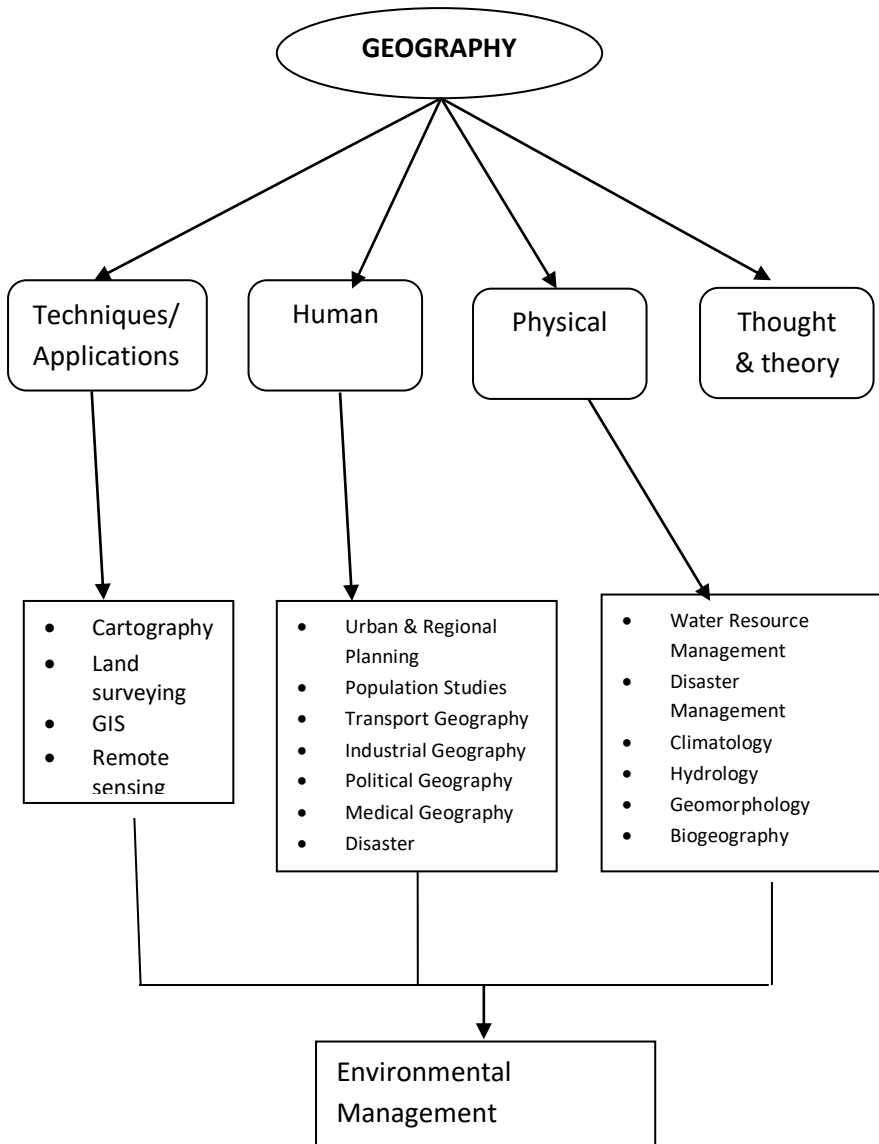 GEOGRAPHY
Techniques/
Applications
Human
Physical
Thought
& theory
• Cartography
• Land
surveying
• GIS
• Remote
sensing
• Urban & Regional
Planning
• Population Studies
• Transport Geography
• Industrial Geography
• Political Geography
• Medical Geography
• Disaster
• Water Resource
Management
• Disaster
Management
• Climatology
• Hydrology
• Geomorphology
• Biogeography
Environmental
Management